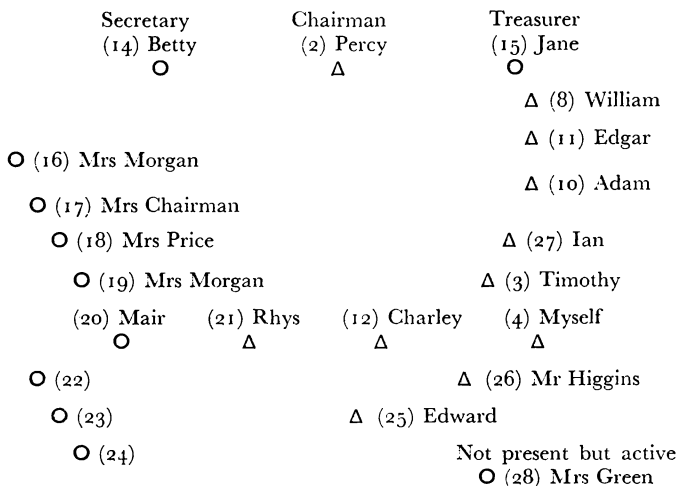 Secretary Chairman Treasurer
(14) Betty (2) Percy (15) Jane
(8) William
(11) Edgar
(16) Mrs Morgan
(10) Adam
(17) Mrs Chairman
(18) Mrs Price (27) Ian
(19) Mrs Morgan (3) Timothy
(20) Mair (21) Rhys (12) Charley (4) Myself
(22) (26) Mr Higgins
(23) (25) Edward
(24) Not present but active
(28) Mrs Green